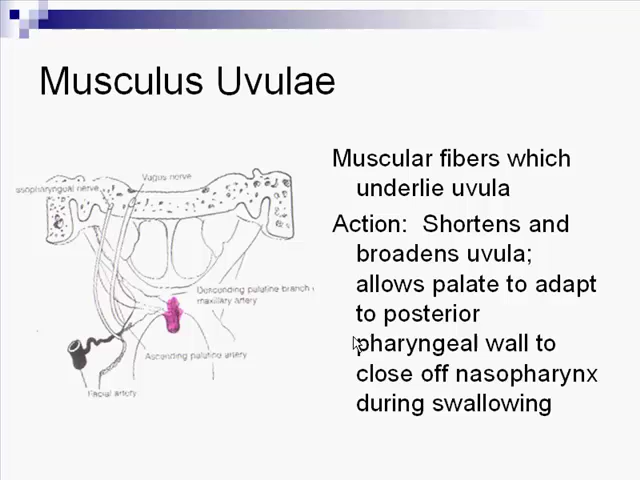 Musculus Uvulae
Muscular fibers which
underlie uvula
Action: Shortens and
broadens uvula;
allows palate to adapt
to posterior
pharyngeal wall to
close off nasopharynx
during swallowing
Vagus nerve
ssopharyngeal nerve
Descending palatine branch
maxillary artery
Ascending palatine artery
Facial artery